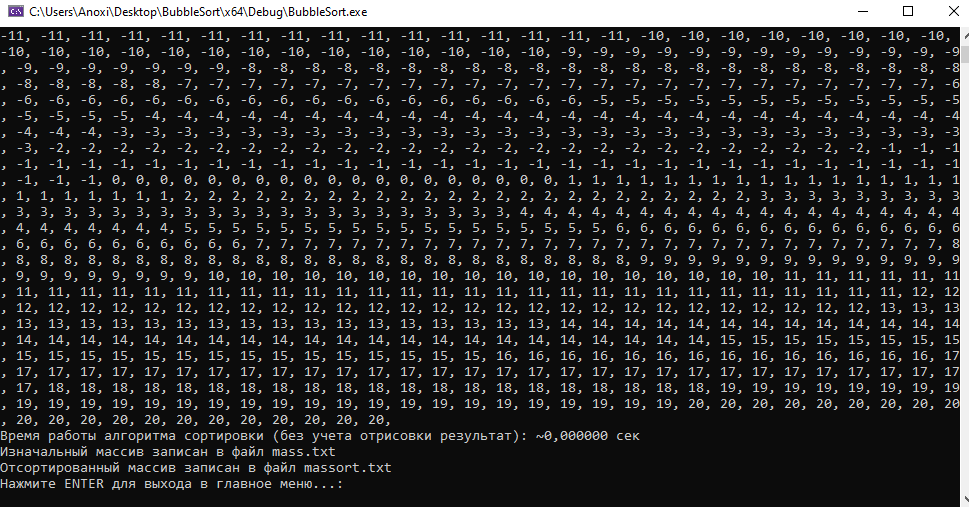 C:\Users\Anoxi\Desktop\BubbleSort\x64\Debug\BubbleSort.exe
-11, -11, -11, -11, -11, -11, -11, -11, -11, -11, -11, -11, -11, -11, -11, -11, -10, -10, -10, -10, -10, -10, -10, -10,
-10, -10, -10, -10, -10, -10, -10, -10, -10, -10, -10, -10, -10, -10, -9, -9, -9, -9, -9, -9, -9, -9, -9, -9, -9, -9, -9
, -9, -9, -9, -9, -9, -9, -9, -8, -8, -8, -8, -8, -8, -8, -8, -8, -8, -8, -8, -8, -8, -8, -8, -8, -8, -8, -8, -8, -8, -8
, -8, -8, -8, -8, -8, -7, -7, -7, -7, -7, -7, -7, -7, -7, -7, -7, -7, -7, -7, -7, -7, -7, -7, -7, -7, -7, -7, -7, -7, -6
, -6, -6, -6, -6, -6, -6, -6, -6, -6, -6, -6, -6, -6, -6, -6, -6, -6, -6, -5, -5, -5, -5, -5, -5, -5, -5, -5, -5, -5, -5
, -5, -5, -5, -5, -4, -4, -4, -4, -4, -4, -4, -4, -4, -4, -4, -4, -4, -4, -4, -4, -4, -4, -4, -4, -4, -4, -4, -4, -4, -4
, -4, -4, -4, -3, -3, -3, -3, -3, -3, -3, -3, -3, -3, -3, -3, -3, -3, -3, -3, -3, -3, -3, -3, -3, -3, -3, -3, -3, -3, -3
, -3, -2, -2, -2, -2, -2, -2, -2, -2, -2, -2, -2, -2, -2, -2, -2, -2, -2, -2, -2, -2, -2, -2, -2, -2, -2, -2, -2, -1, -1
, -1, -1, -1, -1, -1, -1, -1, -1, -1, -1, -1, -1, -1, -1, -1, -1, -1, -1, -1, -1, -1, -1, -1, -1, -1, -1, -1, -1, -1, -1
, -1, -1, -1, 0, 0, 0, 0, 0, 0, 0, 0, 0, 0, 0, 0, 0, 0, 0, 0, 0, 0, 0, 1, 1, 1, 1, 1, 1, 1, 1, 1, 1, 1, 1, 1, 1, 1, 1, 1
, 1, 1, 1, 1, 1, 1, 1, 2, 2, 2, 2, 2, 2, 2, 2, 2, 2, 2, 2, 2, 2, 2, 2, 2, 2, 2, 2, 2, 2, 2, 2, 3, 3, 3, 3, 3, 3, 3, 3, 3
, 3, 3, 3, 3, 3, 3, 3, 3, 3, 3, 3, 3, 3, 3, 3, 3, 3, 3, 3, 3, 3, 4, 4, 4, 4, 4, 4, 4, 4, 4, 4, 4, 4, 4, 4, 4, 4, 4, 4, 4
, 4, 4, 4, 4, 4, 4, 4, 5, 5, 5, 5, 5, 5, 5, 5, 5, 5, 5, 5, 5, 5, 5, 5, 5, 5, 6, 6, 6, 6, 6, 6, 6, 6, 6, 6, 6, 6, 6, 6, 6
, 6, 6, 6, 6, 6, 6, 6, 6, 6, 6, 7, 7, 7, 7, 7, 7, 7, 7, 7, 7, 7, 7, 7, 7, 7, 7, 7, 7, 7, 7, 7, 7, 7, 7, 7, 7, 7, 7, 7, 8
, 8, 8, 8, 8, 8, 8, 8, 8, 8, 8, 8, 8, 8, 8, 8, 8, 8, 8, 8, 8, 8, 8, 8, 8, 8, 8, 9, 9, 9, 9, 9, 9, 9, 9, 9, 9, 9, 9, 9, 9
, 9, 9, 9, 9, 9, 9, 9, 9, 10, 10, 10, 10, 10, 10, 10, 10, 10, 10, 10, 10, 10, 10, 10, 10, 10, 10, 11, 11, 11, 11, 11, 11
, 11, 11, 11, 11, 11, 11, 11, 11, 11, 11, 11, 11, 11, 11, 11, 11, 11, 11, 11, 11, 11, 11, 11, 11, 11, 11, 11, 11, 12, 12
, 12, 12, 12, 12, 12, 12, 12, 12, 12, 12, 12, 12, 12, 12, 12, 12, 12, 12, 12, 12, 12, 12, 12, 12, 12, 12, 12, 13, 13, 13
, 13, 13, 13, 13, 13, 13, 13, 13, 13, 13, 13, 13, 13, 13, 13, 13, 13, 14, 14, 14, 14, 14, 14, 14, 14, 14, 14, 14, 14, 14
, 14, 14, 14, 14, 14, 14, 14, 14, 14, 14, 14, 14, 14, 14, 14, 14, 14, 14, 14, 14, 14, 14, 15, 15, 15, 15, 15, 15, 15, 15
, 15, 15, 15, 15, 15, 15, 15, 15, 15, 15, 15, 15, 15, 15, 15, 16, 16, 16, 16, 16, 16, 16, 16, 16, 16, 16, 16, 16, 16, 17
, 17, 17, 17, 17, 17, 17, 17, 17, 17, 17, 17, 17, 17, 17, 17, 17, 17, 17, 17, 17, 17, 17, 17, 17, 17, 17, 17, 17, 17, 17
, 17, 18, 18, 18, 18, 18, 18, 18, 18, 18, 18, 18, 18, 18, 18, 18, 18, 18, 18, 18, 18, 18, 19, 19, 19, 19, 19, 19, 19, 19
, 19, 19, 19, 19, 19, 19, 19, 19, 19, 19, 19, 19, 19, 19, 19, 19, 19, 19, 19, 19, 19, 20, 20, 20, 20, 20, 20, 20, 20, 20
, 20, 20, 20, 20, 20, 20, 20, 20, 20, 20, 20, 20,
Время работы алгоритма сортировки (без учета отрисовки результат): ~0,000000 сек
Изначальный массив записан в файл mass.txt
Отсортированный массив записан в файл massort.txt
Нажмите ENTER для выхода в главное меню...: